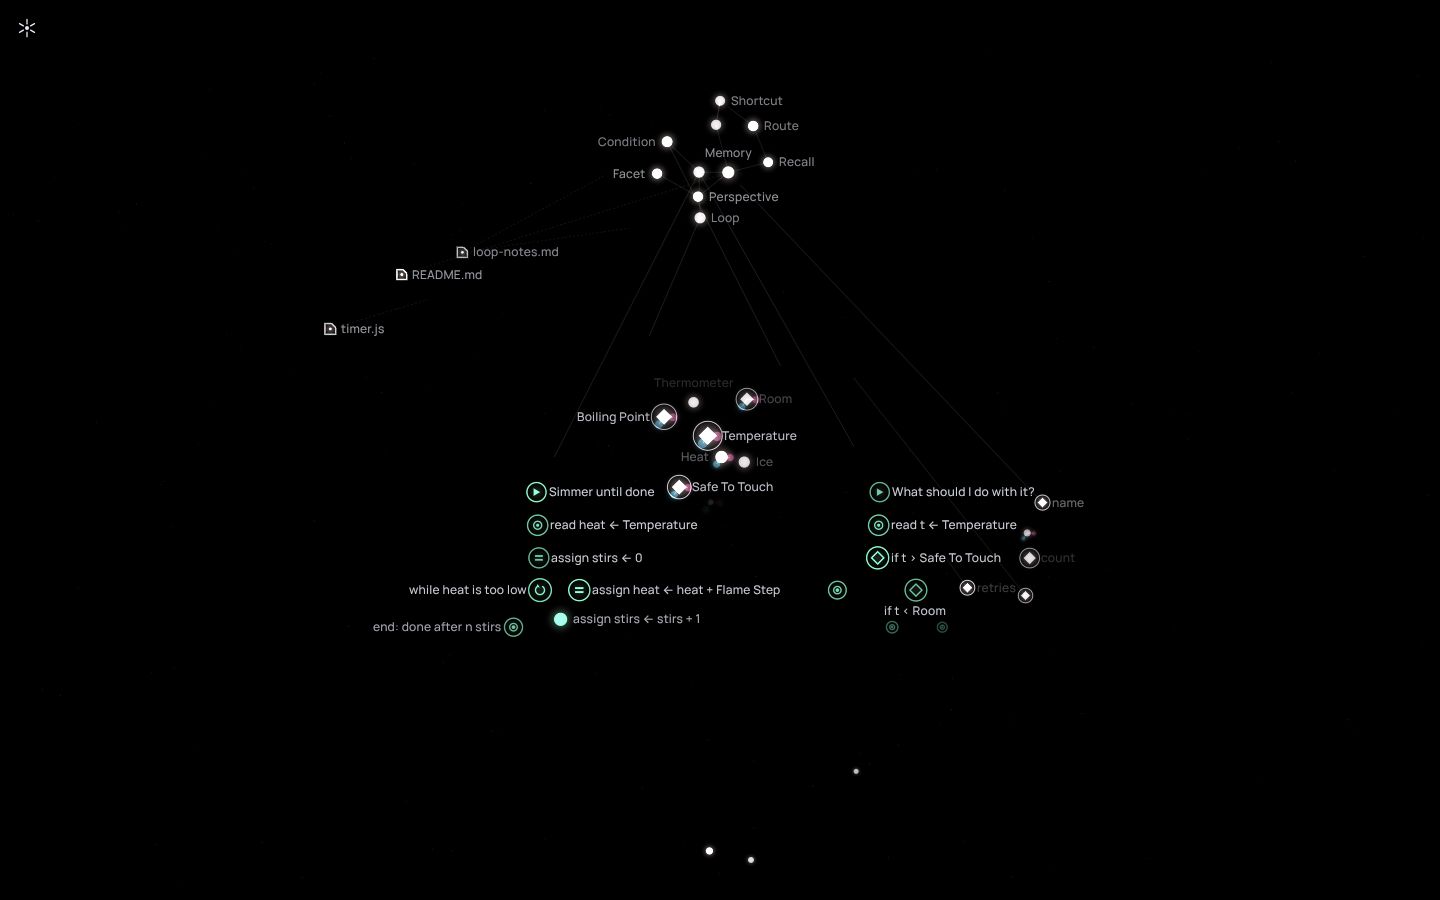 Shortcut
Route
Condition
Memory
Recall
Facet
Perspective
Loop
loop-notes.md
README.md
timer.js
Thermometer
Room
Boiling Point
Temperature
Heat
Ice
Safe To Touch
Simmer until done
read heat ← Temperature
assign stirs ← 0
while heat is too low
assign heat ← heat + Flame Step
assign stirs ← stirs + 1
end: done after n stirs
What should I do with it?
name
read t ← Temperature
if t > Safe To Touch
count
retries
if t < Room